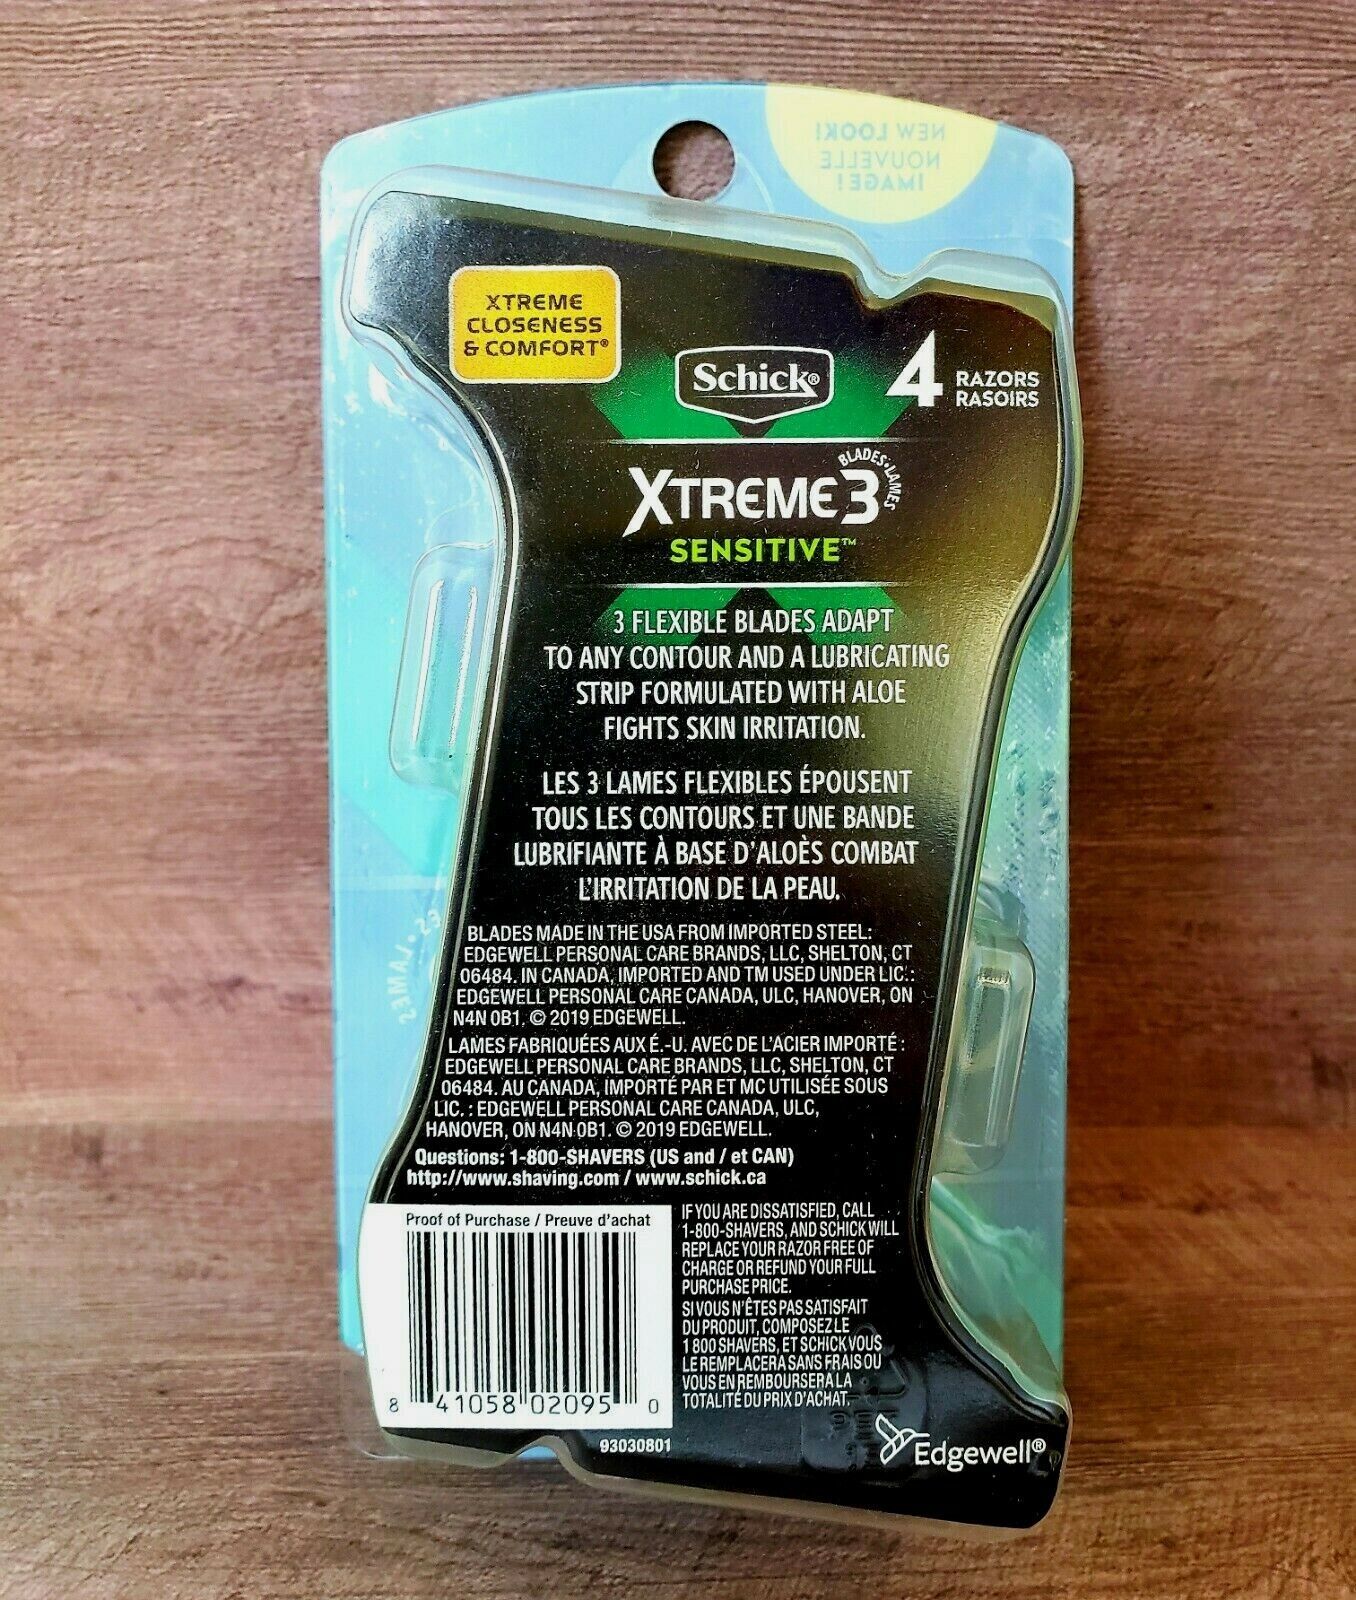 NEW LOOK!
NOUVELLE
IMAGE !
XTREME
CLOSENESS
& COMFORT®
Schick®
4 RAZORS
RASOIRS
BLADES•LAMES
XTREME3
SENSITIVE™
3 FLEXIBLE BLADES ADAPT
TO ANY CONTOUR AND A LUBRICATING
STRIP FORMULATED WITH ALOE
FIGHTS SKIN IRRITATION.
LES 3 LAMES FLEXIBLES ÉPOUSENT
TOUS LES CONTOURS ET UNE BANDE
LUBRIFIANTE À BASE D'ALOÈS COMBAT
L'IRRITATION DE LA PEAU.
BLADES MADE IN THE USA FROM IMPORTED STEEL:
EDGEWELL PERSONAL CARE BRANDS, LLC, SHELTON, CT
06484. IN CANADA, IMPORTED AND TM USED UNDER LIC.:
EDGEWELL PERSONAL CARE CANADA, ULC, HANOVER, ON
N4N 0B1. © 2019 EDGEWELL.
LAMES FABRIQUÉES AUX É.-U. AVEC DE L'ACIER IMPORTÉ :
EDGEWELL PERSONAL CARE BRANDS, LLC, SHELTON, CT
06484. AU CANADA, IMPORTÉ PAR ET MC UTILISÉE SOUS
LIC. : EDGEWELL PERSONAL CARE CANADA, ULC,
HANOVER, ON N4N 0B1. © 2019 EDGEWELL.
Questions: 1-800-SHAVERS (US and / et CAN)
http://www.shaving.com / www.schick.ca
Proof of Purchase / Preuve d'achat
8 41058 02095 0
93030801
IF YOU ARE DISSATISFIED, CALL
1-800-SHAVERS, AND SCHICK WILL
REPLACE YOUR RAZOR FREE OF
CHARGE OR REFUND YOUR FULL
PURCHASE PRICE.
SI VOUS N'ÊTES PAS SATISFAIT
DU PRODUIT, COMPOSEZ LE
1 800 SHAVERS, ET SCHICK VOUS
LE REMPLACERA SANS FRAIS OU
VOUS EN REMBOURSERA LA
TOTALITÉ DU PRIX D'ACHAT.
Edgewell®